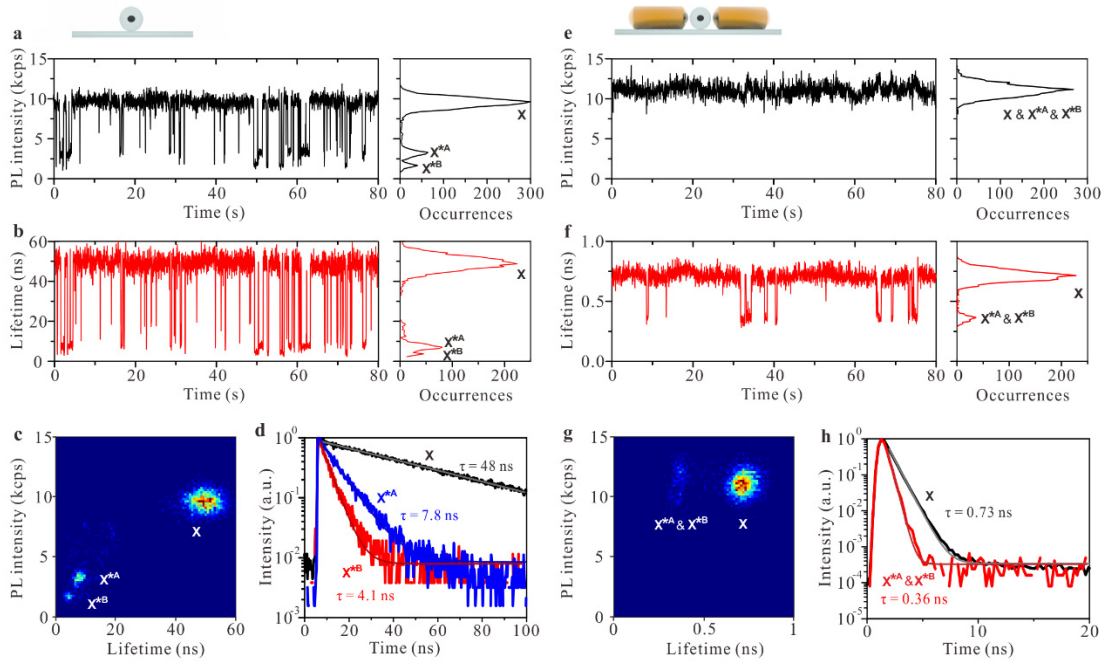 a
PL intensity (kcps)
15
10
5
0
0 20 40 60 80
Time (s)
X
X*A
X*B
0 100 200 300
Occurrences
e
PL intensity (kcps)
15
10
5
0
0 20 40 60 80
Time (s)
X & X*A & X*B
0 100 200 300
Occurrences
b
Lifetime (ns)
60
40
20
0
0 20 40 60 80
Time (s)
X
X*A
X*B
0 100 200
Occurrences
f
Lifetime (ns)
1.0
0.5
0.0
0 20 40 60 80
Time (s)
X
X*A & X*B
0 100 200
Occurrences
c
PL intensity (kcps)
15
10
5
0
X
X*A
X*B
0 20 40 60
Lifetime (ns)
d
Intensity (a.u.)
10^0
10^-1
10^-2
10^-3
X
τ = 48 ns
X*A
τ = 7.8 ns
X*B
τ = 4.1 ns
0 20 40 60 80 100
Time (ns)
g
PL intensity (kcps)
15
10
5
0
X*A & X*B
X
0 0.5 1
Lifetime (ns)
h
Intensity (a.u.)
10^0
10^-1
10^-2
10^-3
10^-4
10^-5
X
τ = 0.73 ns
X*A & X*B
τ = 0.36 ns
0 10 20
Time (ns)